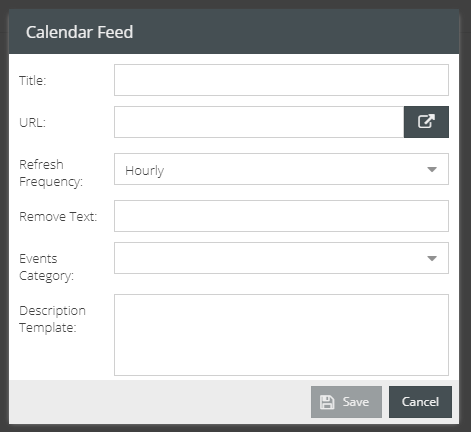 Calendar Feed
Title:
URL:
Refresh
Frequency:
Hourly
Remove Text:
Events
Category:
Description
Template:
Save
Cancel